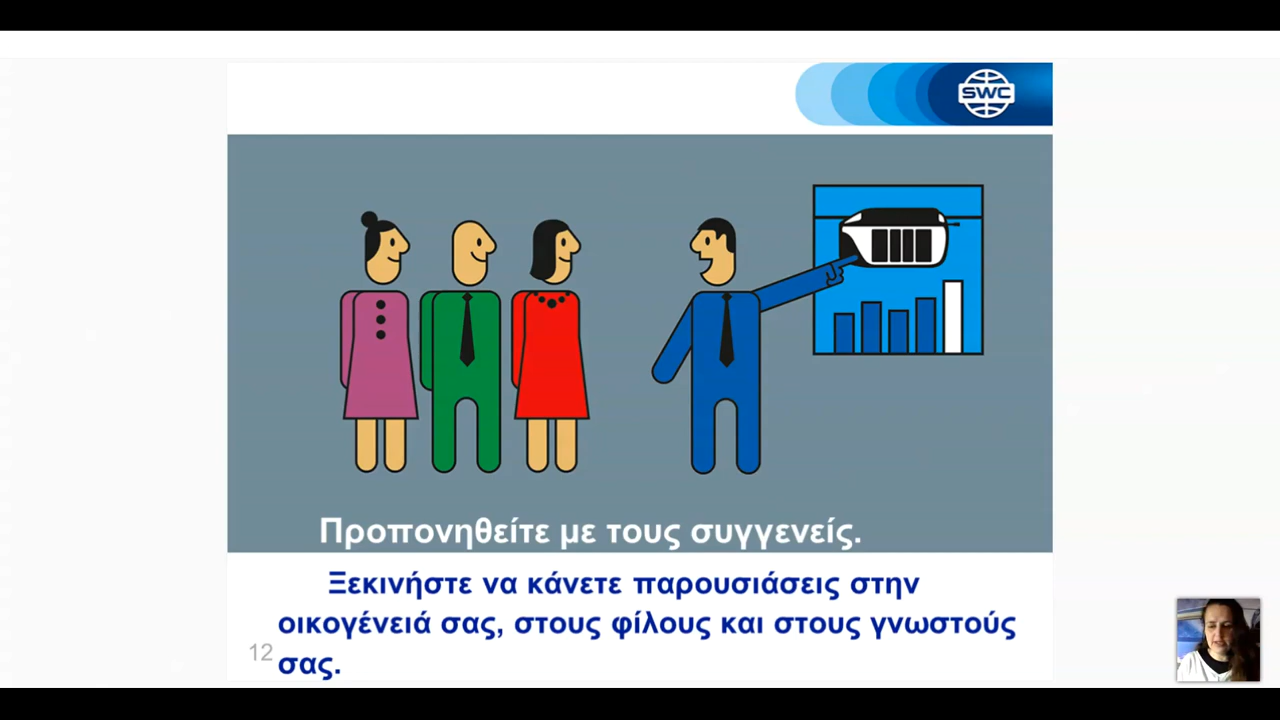 SWC
Προπονηθείτε με τους συγγενείς.
Ξεκινήστε να κάνετε παρουσιάσεις στην
οικογένειά σας, στους φίλους και στους γνωστούς
12 σας.